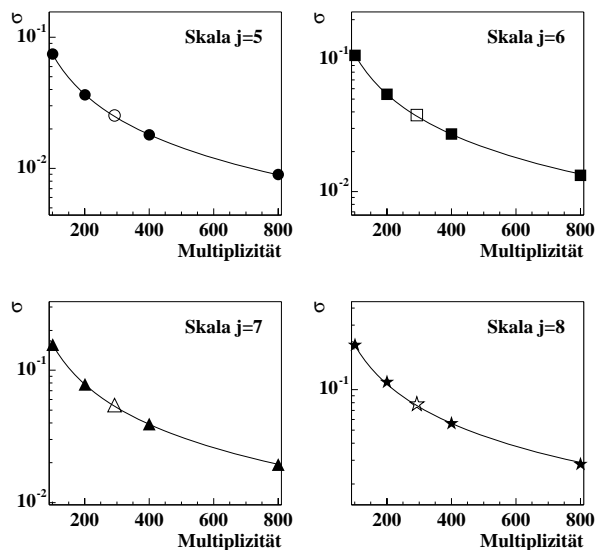 σ
Skala j=5
10⁻¹
10⁻²
200 400 600 800
Multiplizität
σ
Skala j=6
10⁻¹
10⁻²
200 400 600 800
Multiplizität
σ
Skala j=7
10⁻¹
10⁻²
200 400 600 800
Multiplizität
σ
Skala j=8
10⁻¹
200 400 600 800
Multiplizität